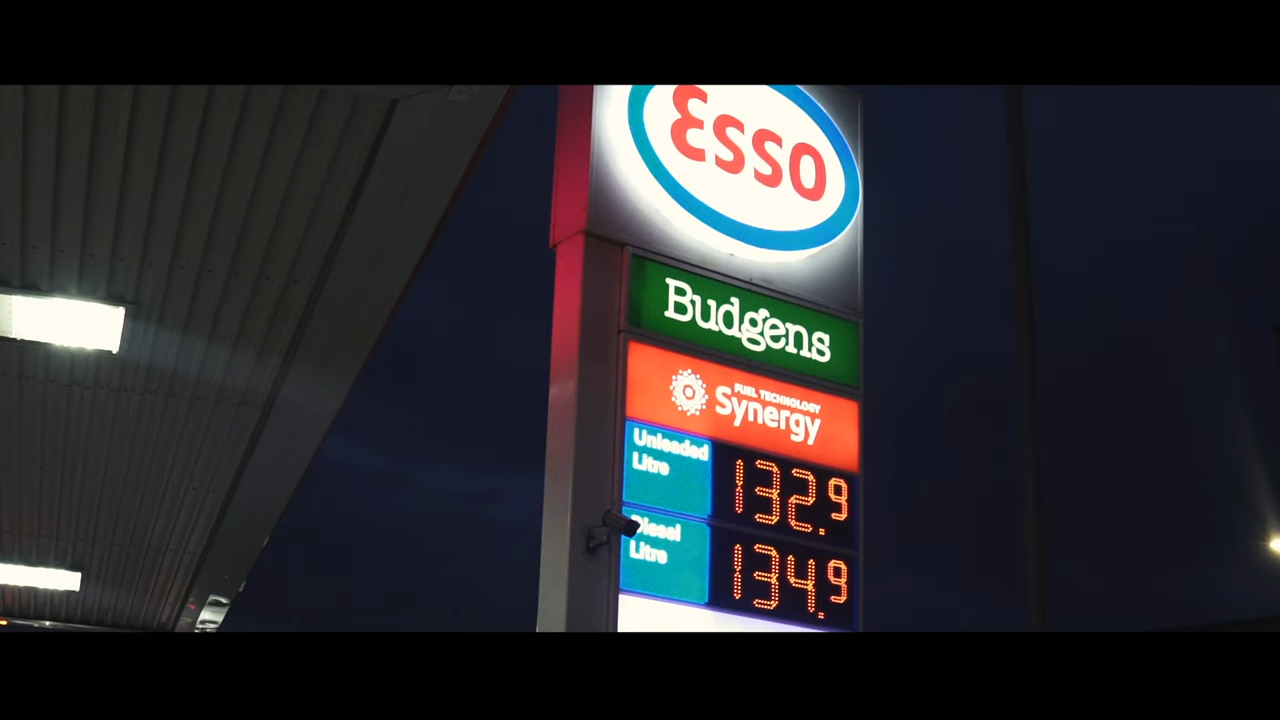 Esso
Budgens
FUEL TECHNOLOGY
Synergy
Unleaded
Litre
132.9
Diesel
Litre
134.9